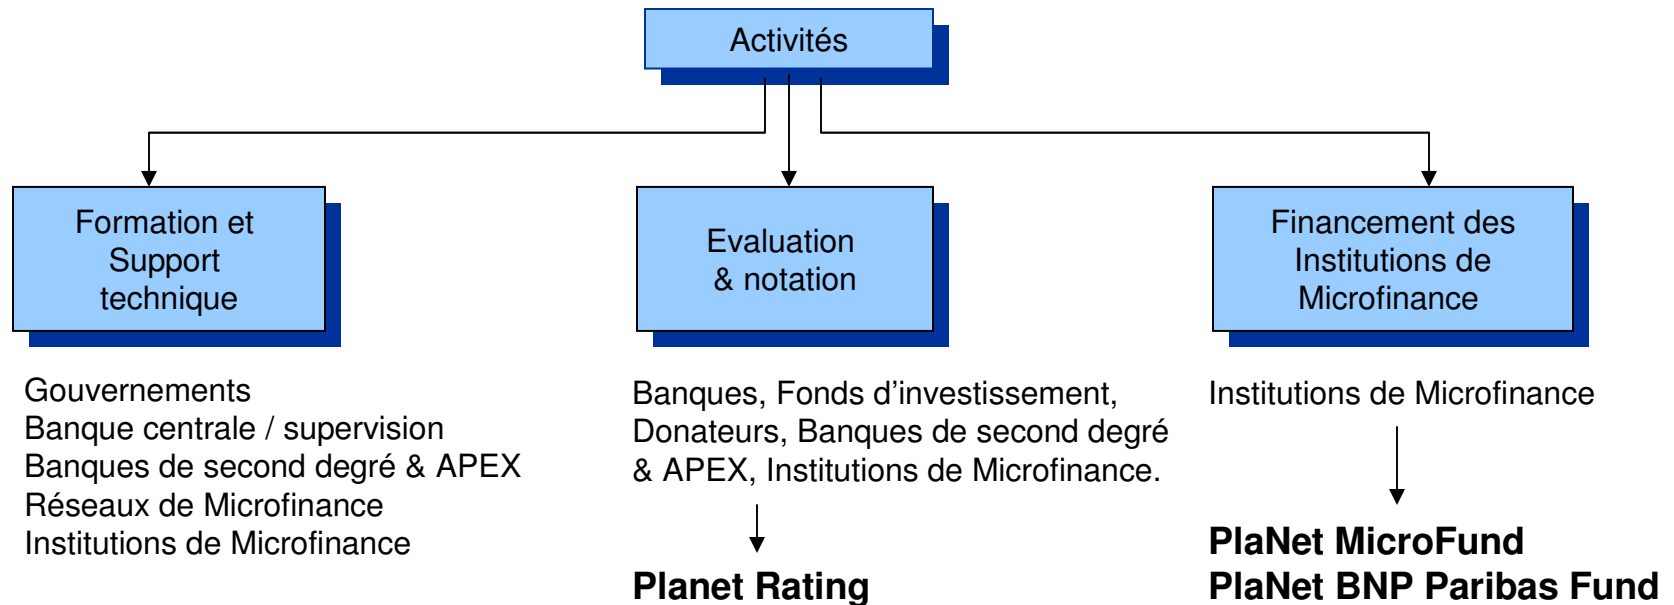 Activités
Formation et
Support
technique
Evaluation
& notation
Financement des
Institutions de
Microfinance
Gouvernements
Banque centrale / supervision
Banques de second degré & APEX
Réseaux de Microfinance
Institutions de Microfinance
Banques, Fonds d’investissement,
Donateurs, Banques de second degré
& APEX, Institutions de Microfinance.
Planet Rating
Institutions de Microfinance
PlaNet MicroFund
PlaNet BNP Paribas Fund